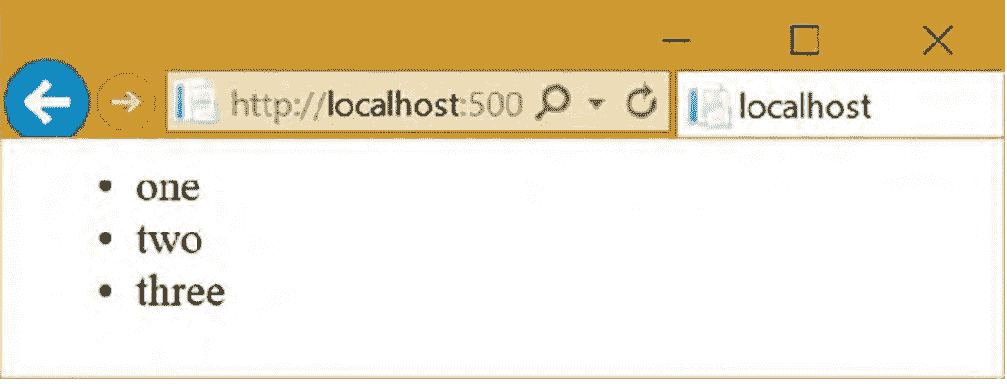 http://localhost:500
localhost
• one
• two
• three